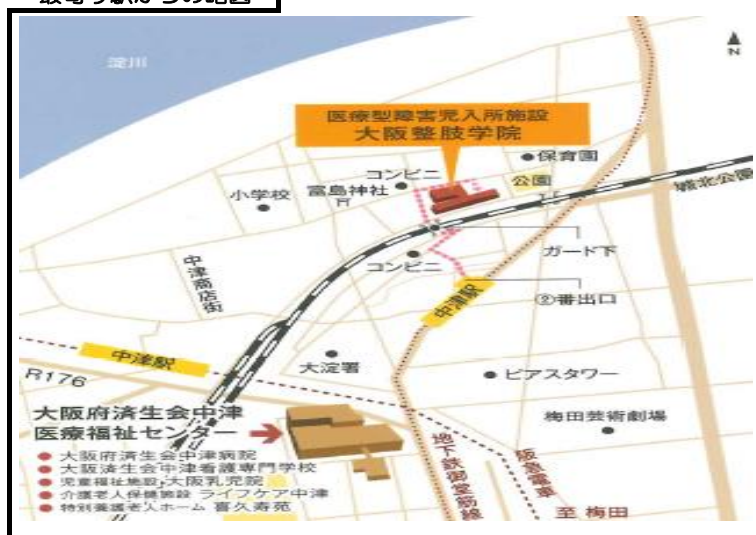 最寄り駅からの地図
淀川
N
医療型障害児入所施設
大阪整肢学院
保育園
コンビニ
公園
小学校
富島神社
城北公園
コンビニ
ガード下
中津商店街
中津駅
②番出口
中津駅
大淀署
ピアスタワー
R176
大阪府済生会中津
医療福祉センター
梅田芸術劇場
大阪府済生会中津病院
大阪済生会中津看護専門学校
児童福祉施設 大阪乳児院
介護老人保健施設 ライフケア中津
特別養護老人ホーム 喜久寿苑
地下鉄御堂筋線
阪急電車
至 梅田